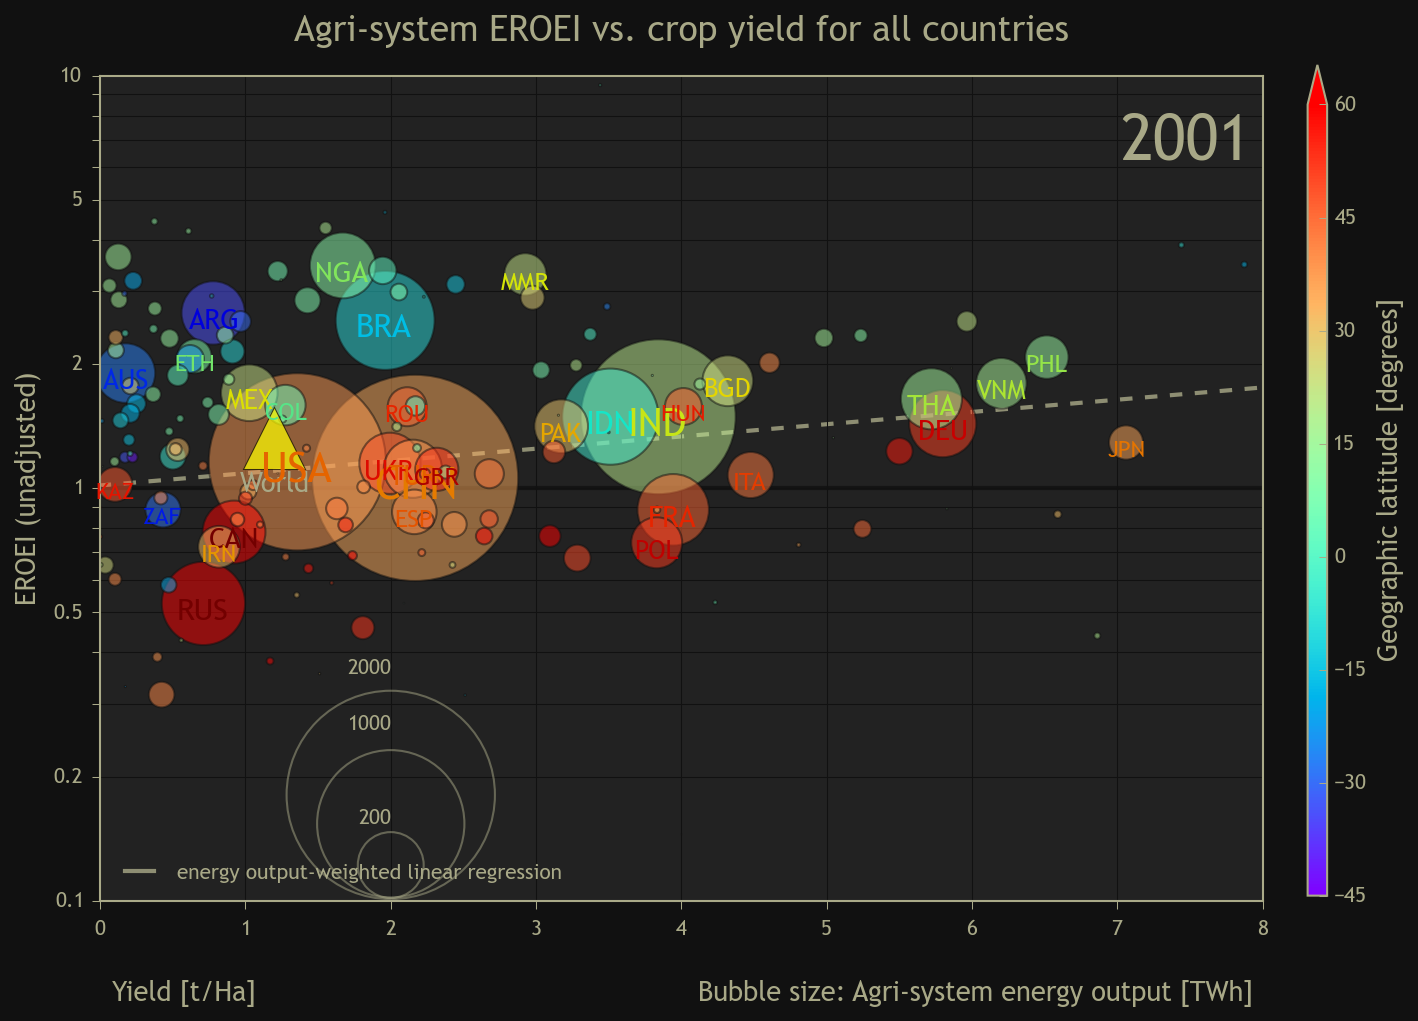 Agri-system EROEI vs. crop yield for all countries
2001
EROEI (unadjusted)
10
5
2
1
0.5
0.2
0.1
0
1
2
3
4
5
6
7
8
Yield [t/Ha]
Bubble size: Agri-system energy output [TWh]
NGA
MMR
ARG
BRA
ETH
AUS
MEX
COL
ROU
IDN
IND
BGD
HUN
PHL
VNM
THA
DEU
JPN
PAK
USA
World
UKR
GBR
CHN
ITA
KAZ
ZAF
ESP
FRA
CAN
IRN
POL
RUS
2000
1000
200
energy output-weighted linear regression
60
45
30
15
0
−15
−30
−45
Geographic latitude [degrees]